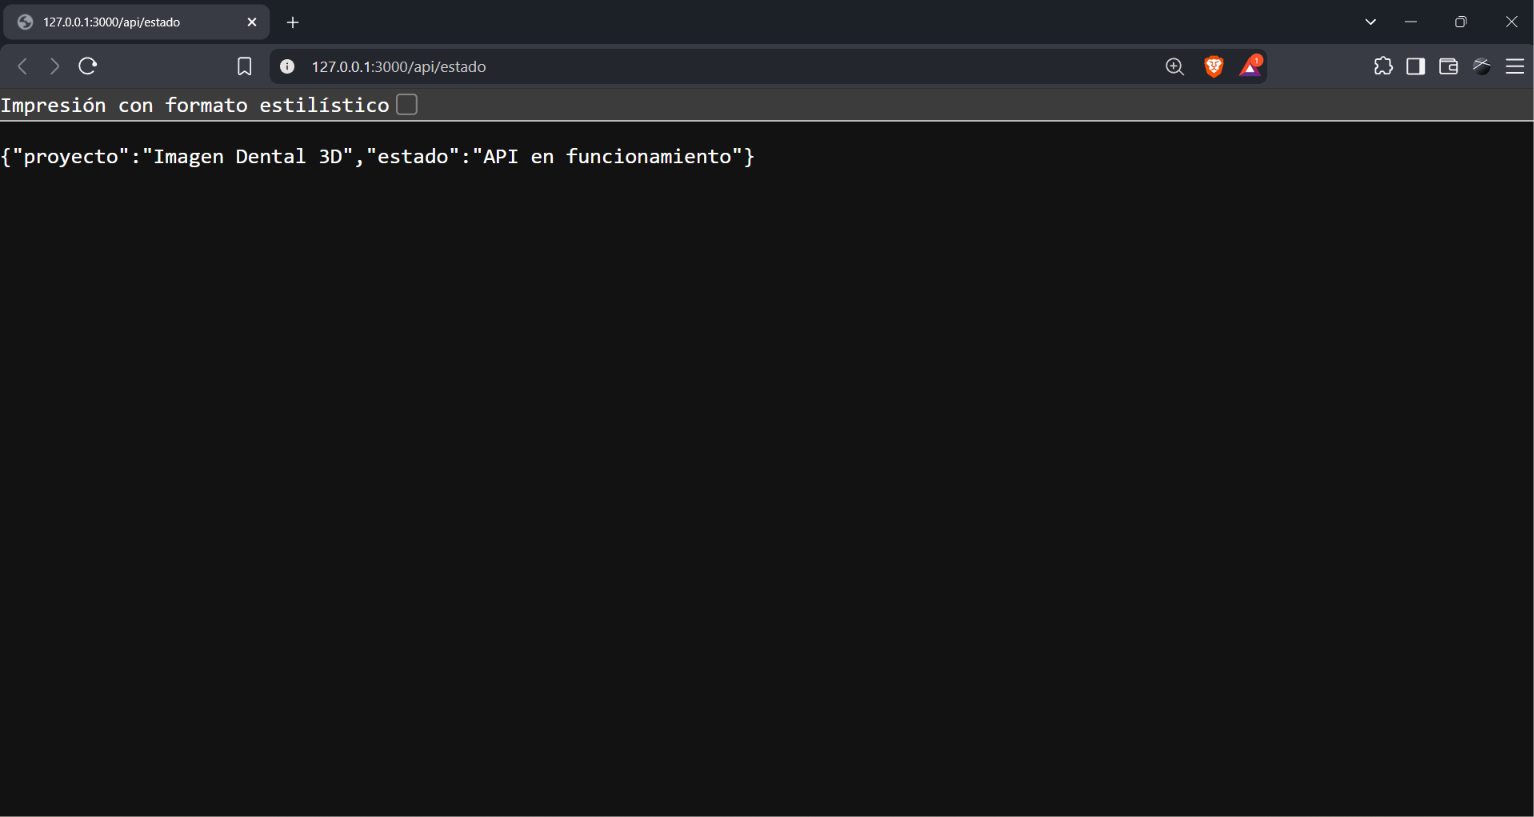 127.0.0.1:3000/api/estado
127.0.0.1:3000/api/estado
1
Impresión con formato estilístico
{"proyecto":"Imagen Dental 3D","estado":"API en funcionamiento"}